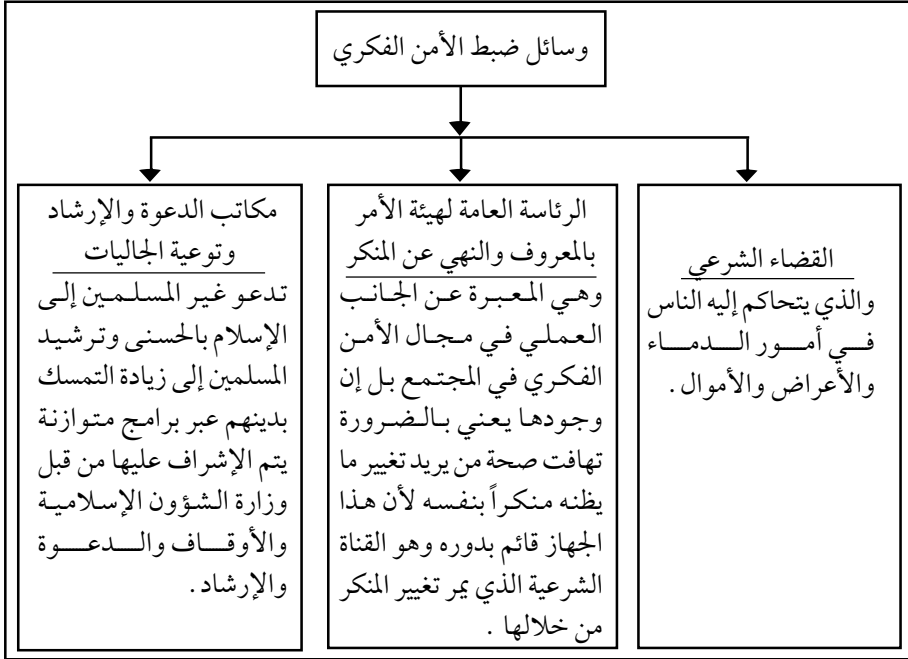 وسائل ضبط الأمن الفكري
القضاء الشرعي
والذي يتحاكم إليه الناس
في أمور الدماء
والأعراض والأموال .
الرئاسة العامة لهيئة الأمر
بالمعروف والنهي عن المنكر
وهي المعبرة عن الجانب
العملي في مجال الأمن
الفكري في المجتمع بل إن
وجودها يعني بالضرورة
تهافت صحة من يريد تغيير ما
يظنه منكراً بنفسه لأن هذا
الجهاز قائم بدوره وهو القناة
الشرعية الذي يمر تغيير المنكر
من خلالها .
مكاتب الدعوة والإرشاد
وتوعية الجاليات
تدعو غير المسلمين إلى
الإسلام بالحسنى وترشيد
المسلمين إلى زيادة التمسك
بدينهم عبر برامج متوازنة
يتم الإشراف عليها من قبل
وزارة الشؤون الإسلامية
والأوقاف والدعوة
والإرشاد .